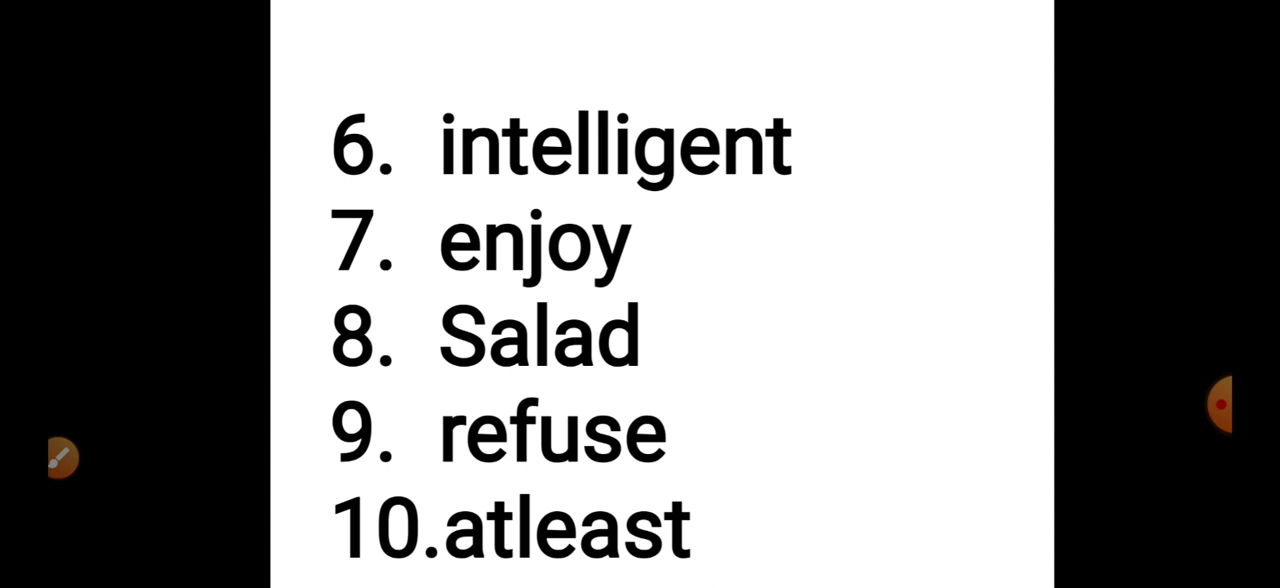 6. intelligent
7. enjoy
8. Salad
9. refuse
10.atleast